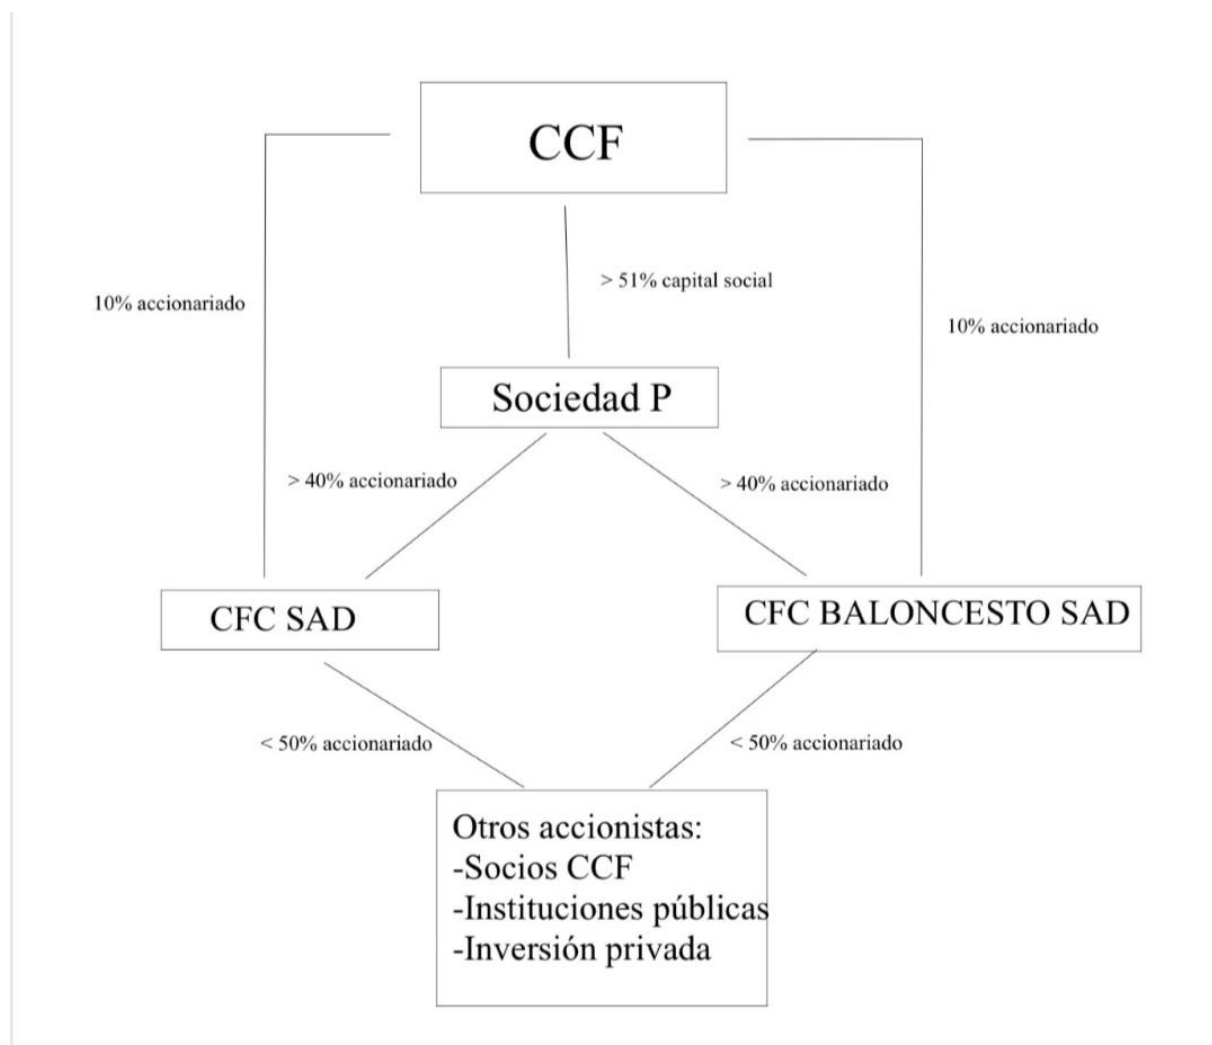 CCF
> 51% capital social
10% accionariado
10% accionariado
Sociedad P
> 40% accionariado
> 40% accionariado
CFC SAD
CFC BALONCESTO SAD
< 50% accionariado
< 50% accionariado
Otros accionistas:
-Socios CCF
-Instituciones públicas
-Inversión privada